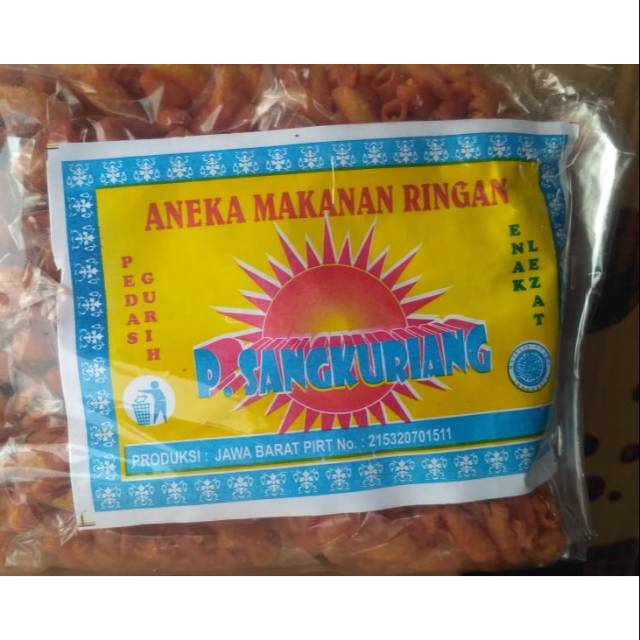 ANEKA MAKANAN RINGAN
PEDAS
GURIH
ENAK
LEZAT
P. SANGKURIANG
PRODUKSI : JAWA BARAT PIRT No. : 215320701511